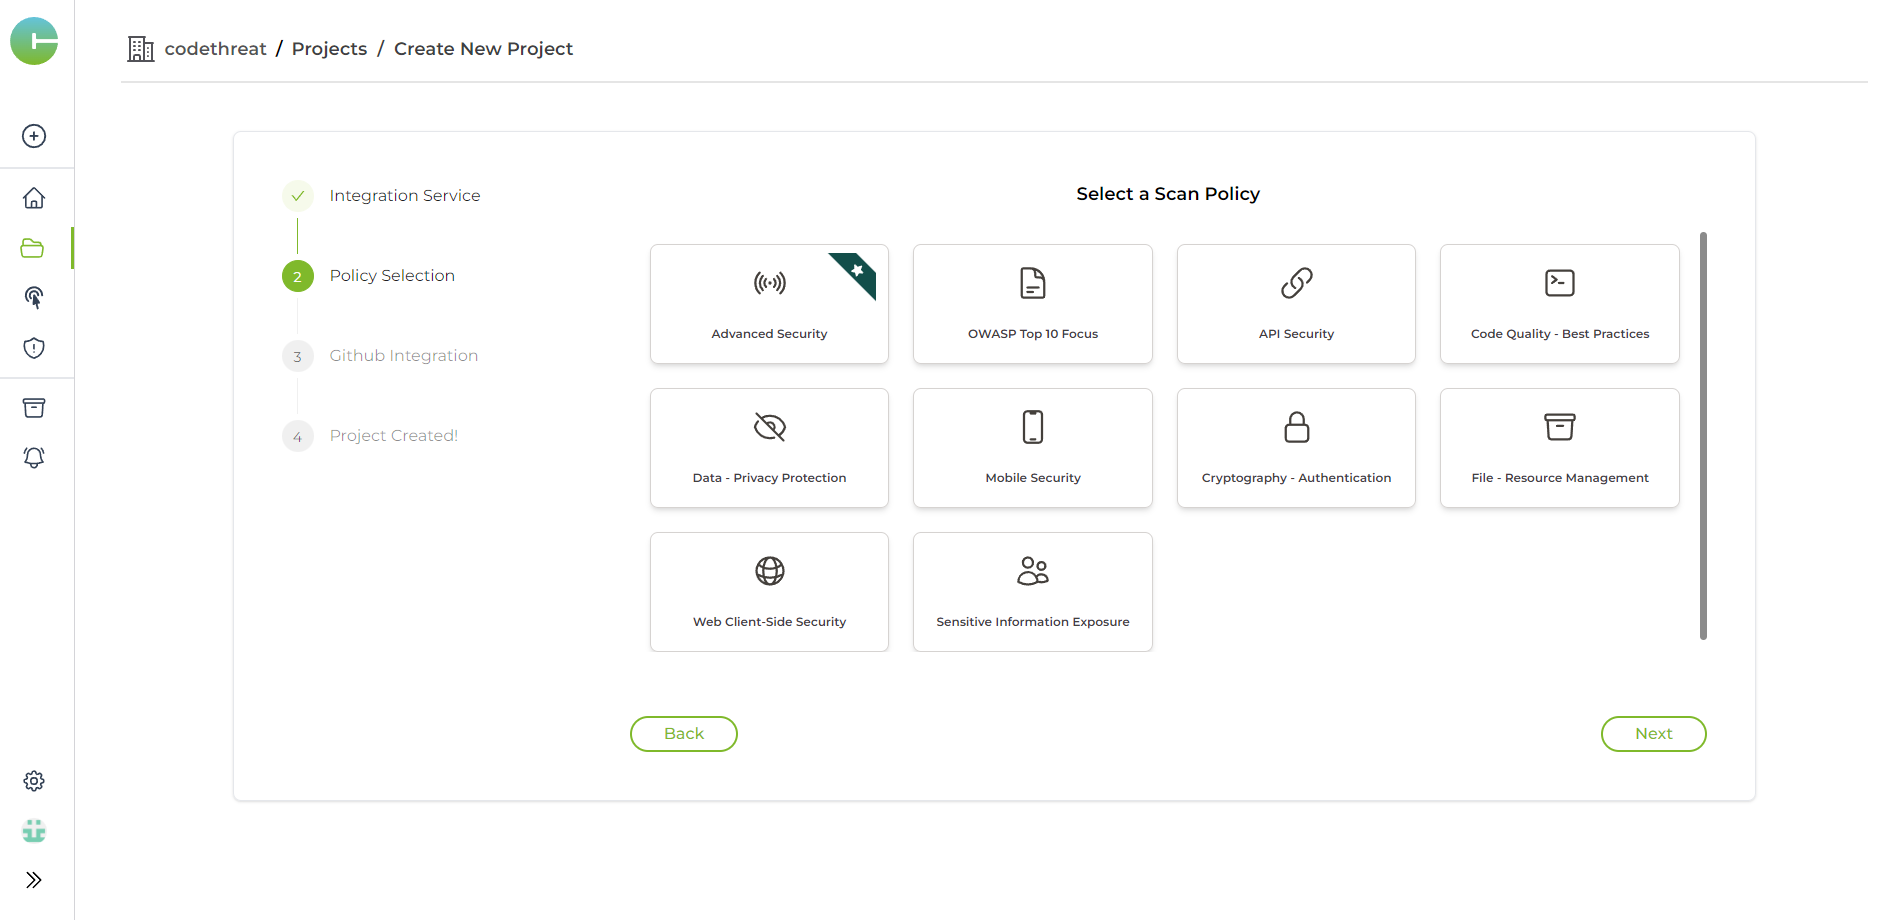 codethreat / Projects / Create New Project
Integration Service
2 Policy Selection
3 Github Integration
4 Project Created!
Select a Scan Policy
Advanced Security
OWASP Top 10 Focus
API Security
Code Quality - Best Practices
Data - Privacy Protection
Mobile Security
Cryptography - Authentication
File - Resource Management
Web Client-Side Security
Sensitive Information Exposure
Back
Next